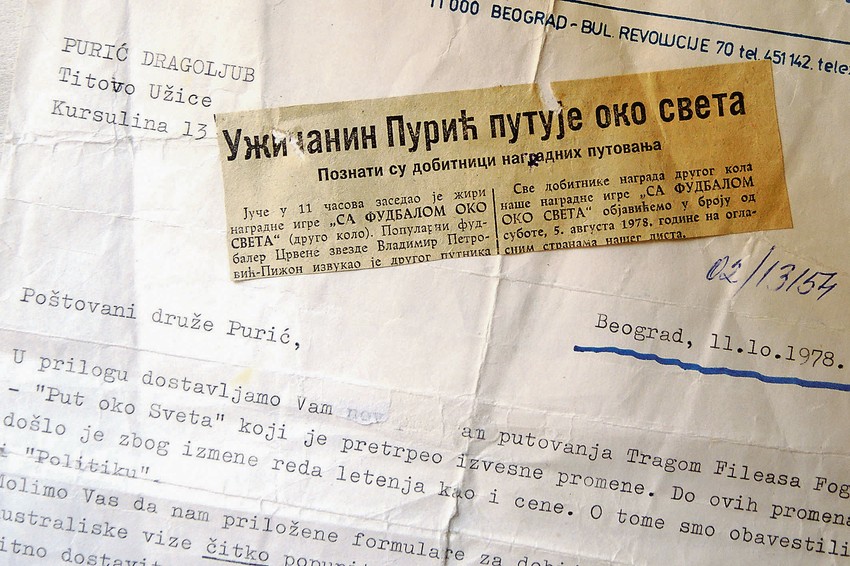 11000 BEOGRAD - BUL. REVOLUCIJE 70 tel. 451142. telex
PURIĆ DRAGOLJUB
Titovo Užice
Kursulina 13
Ужичанин Пурић путује око света
Познати су добитници наградних путовања
Јуче у 11 часова заседао је жири
наградне игре „СА ФУДБАЛОМ ОКО
СВЕТА“ (друго коло). Популарни фуд-
балер Црвене звезде Владимир Петро-
вић-Пижон извукао је другог путника
Све добитнике награда другог кола
наше наградне игре „СА ФУДБАЛОМ
ОКО СВЕТА“ објавићемо у броју од
суботе, 5. августа 1978. године на огла-
сним странама нашег листа.
02/13154
Beograd, 11.10.1978.
Poštovani druže Puriću,
U prilogu dostavljamo Vam nov an putovanja Tragom Fileasa Fog
- "Put oko Sveta" koji je pretrpeo izvesne promene. Do ovih promena
došlo je zbog izmene reda letenja kao i cene. O tome smo obavestili
i "Politiku".
Molimo Vas da nam priložene formulare za
australiske vize čitko